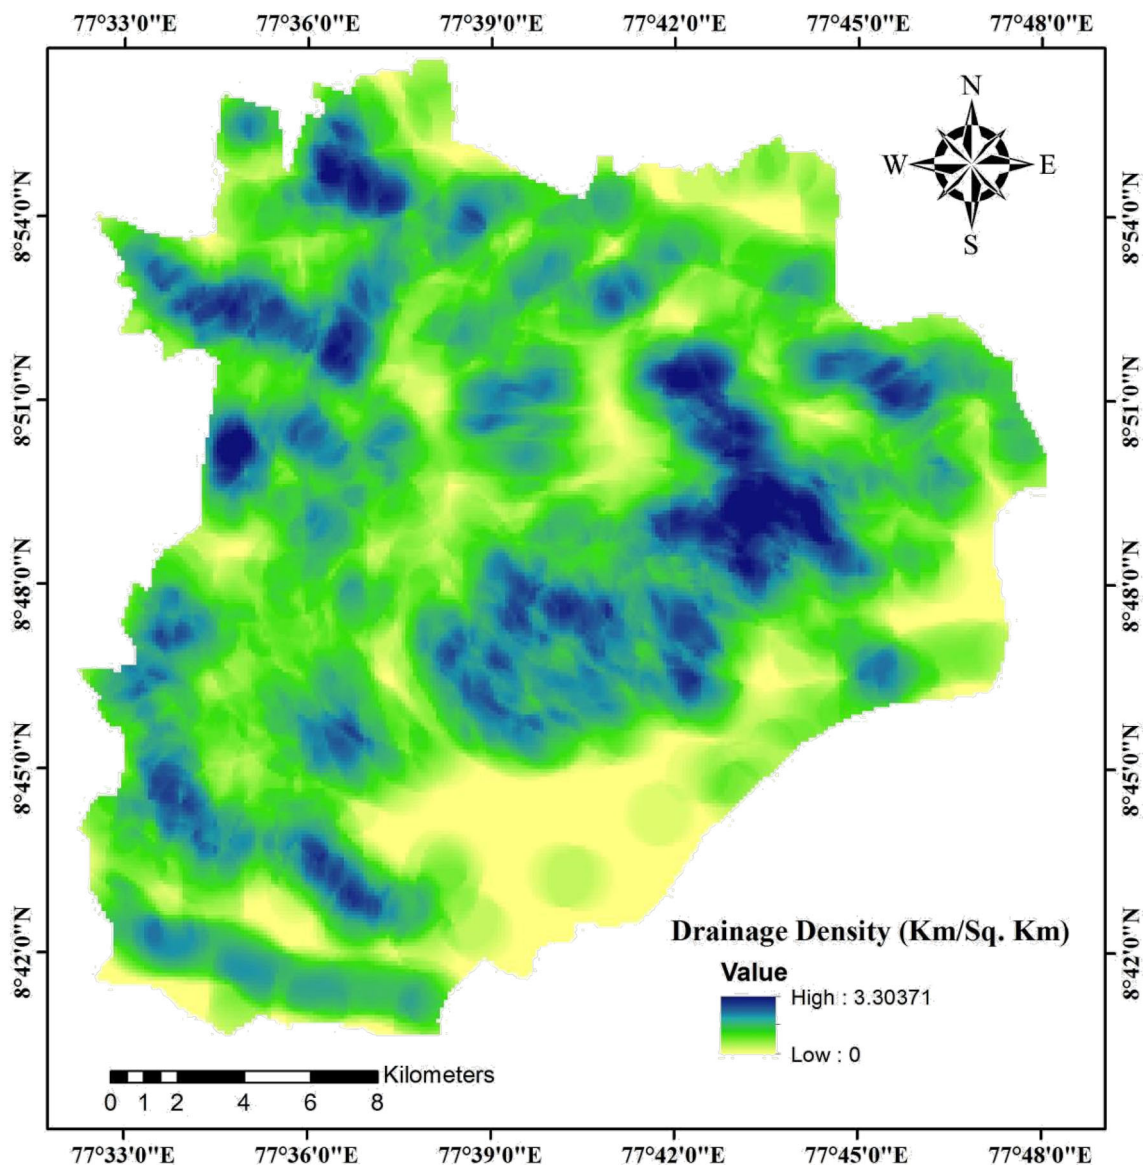 77°33'0"E 77°36'0"E 77°39'0"E 77°42'0"E 77°45'0"E 77°48'0"E
N
W E
S
8°54'0"N 8°54'0"N
8°51'0"N 8°51'0"N
8°48'0"N 8°48'0"N
8°45'0"N 8°45'0"N
8°42'0"N 8°42'0"N
Drainage Density (Km/Sq. Km)
Value
High : 3.30371
Low : 0
Kilometers
0 1 2 4 6 8
77°33'0"E 77°36'0"E 77°39'0"E 77°42'0"E 77°45'0"E 77°48'0"E